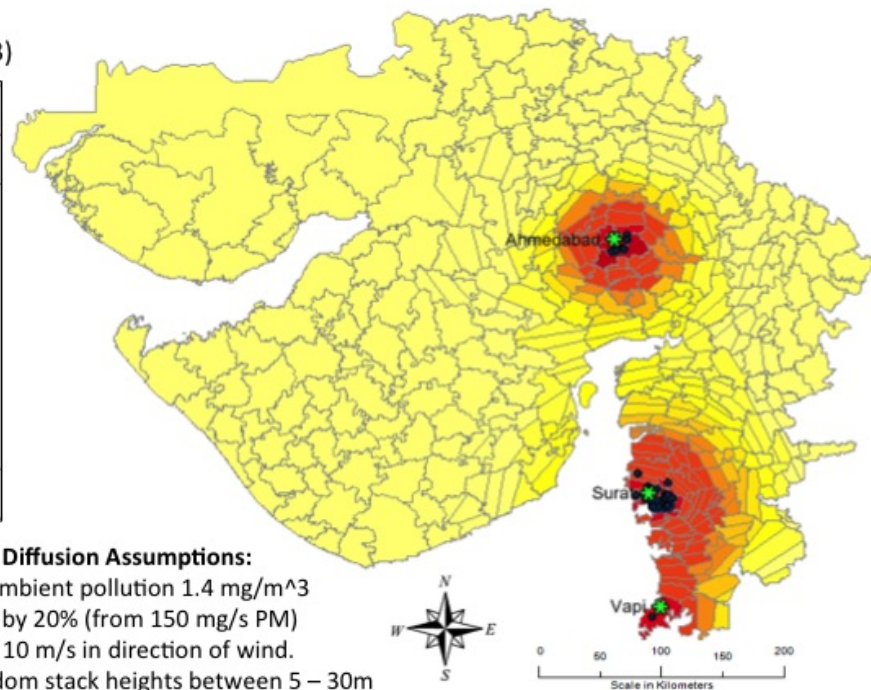 3)
Ahmedabad
Surat
Vapi
Diffusion Assumptions:
mbient pollution 1.4 mg/m^3
by 20% (from 150 mg/s PM)
10 m/s in direction of wind.
dom stack heights between 5 – 30m
N
W E
S
0 50 100 200
Scale in Kilometers